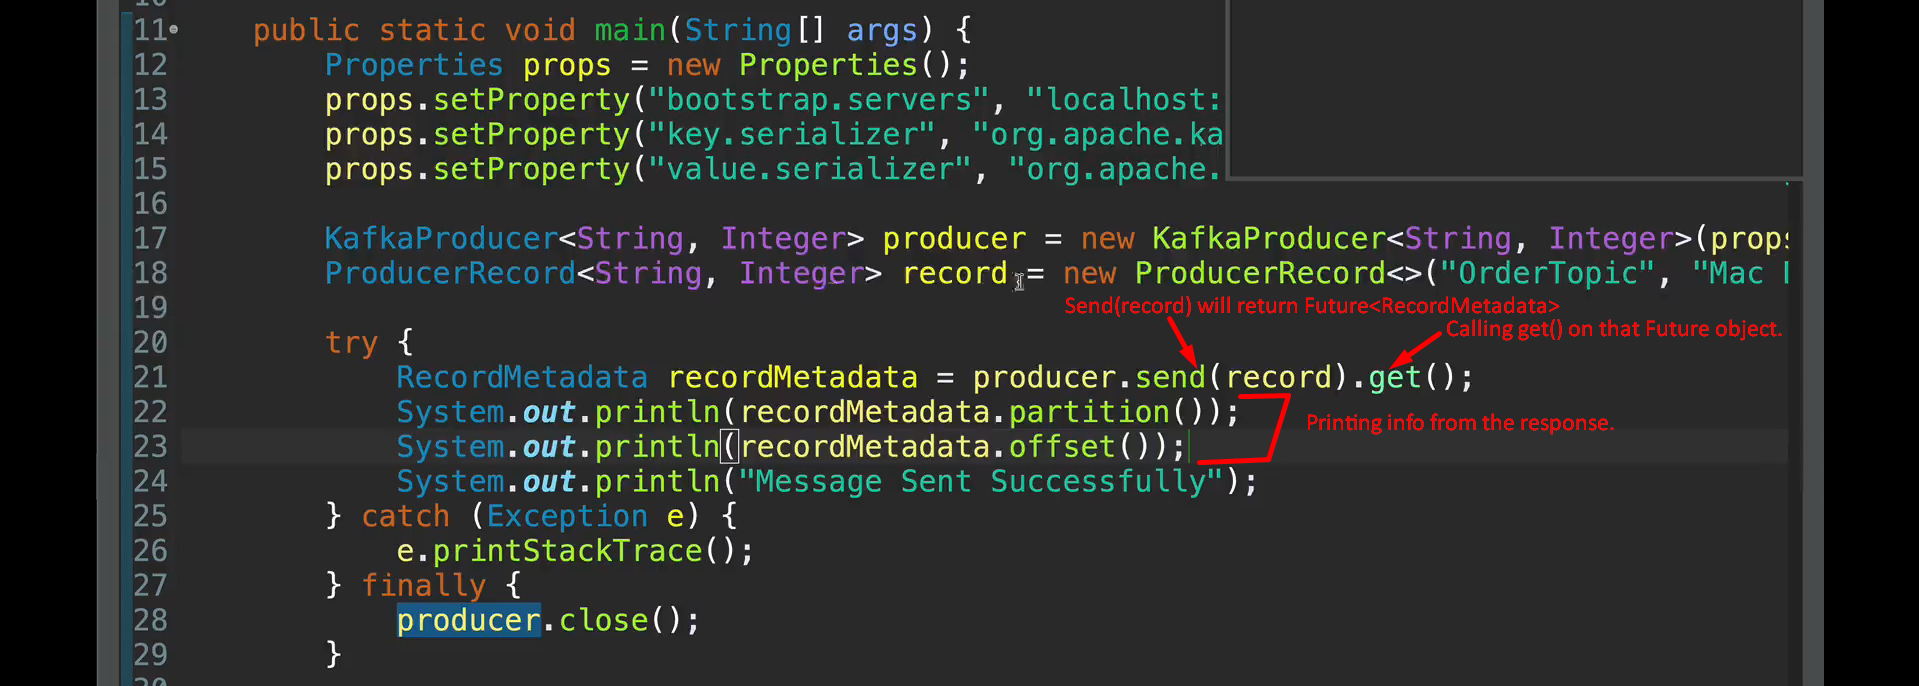 11 public static void main(String[] args) {
12 Properties props = new Properties();
13 props.setProperty("bootstrap.servers", "localhost:
14 props.setProperty("key.serializer", "org.apache.ka
15 props.setProperty("value.serializer", "org.apache.
16
17 KafkaProducer<String, Integer> producer = new KafkaProducer<String, Integer>(props
18 ProducerRecord<String, Integer> record = new ProducerRecord<>("OrderTopic", "Mac
19
Send(record) will return Future<RecordMetadata>
Calling get() on that Future object.
20 try {
21 RecordMetadata recordMetadata = producer.send(record).get();
22 System.out.println(recordMetadata.partition());
Printing info from the response.
23 System.out.println(recordMetadata.offset());
24 System.out.println("Message Sent Successfully");
25 } catch (Exception e) {
26 e.printStackTrace();
27 } finally {
28 producer.close();
29 }